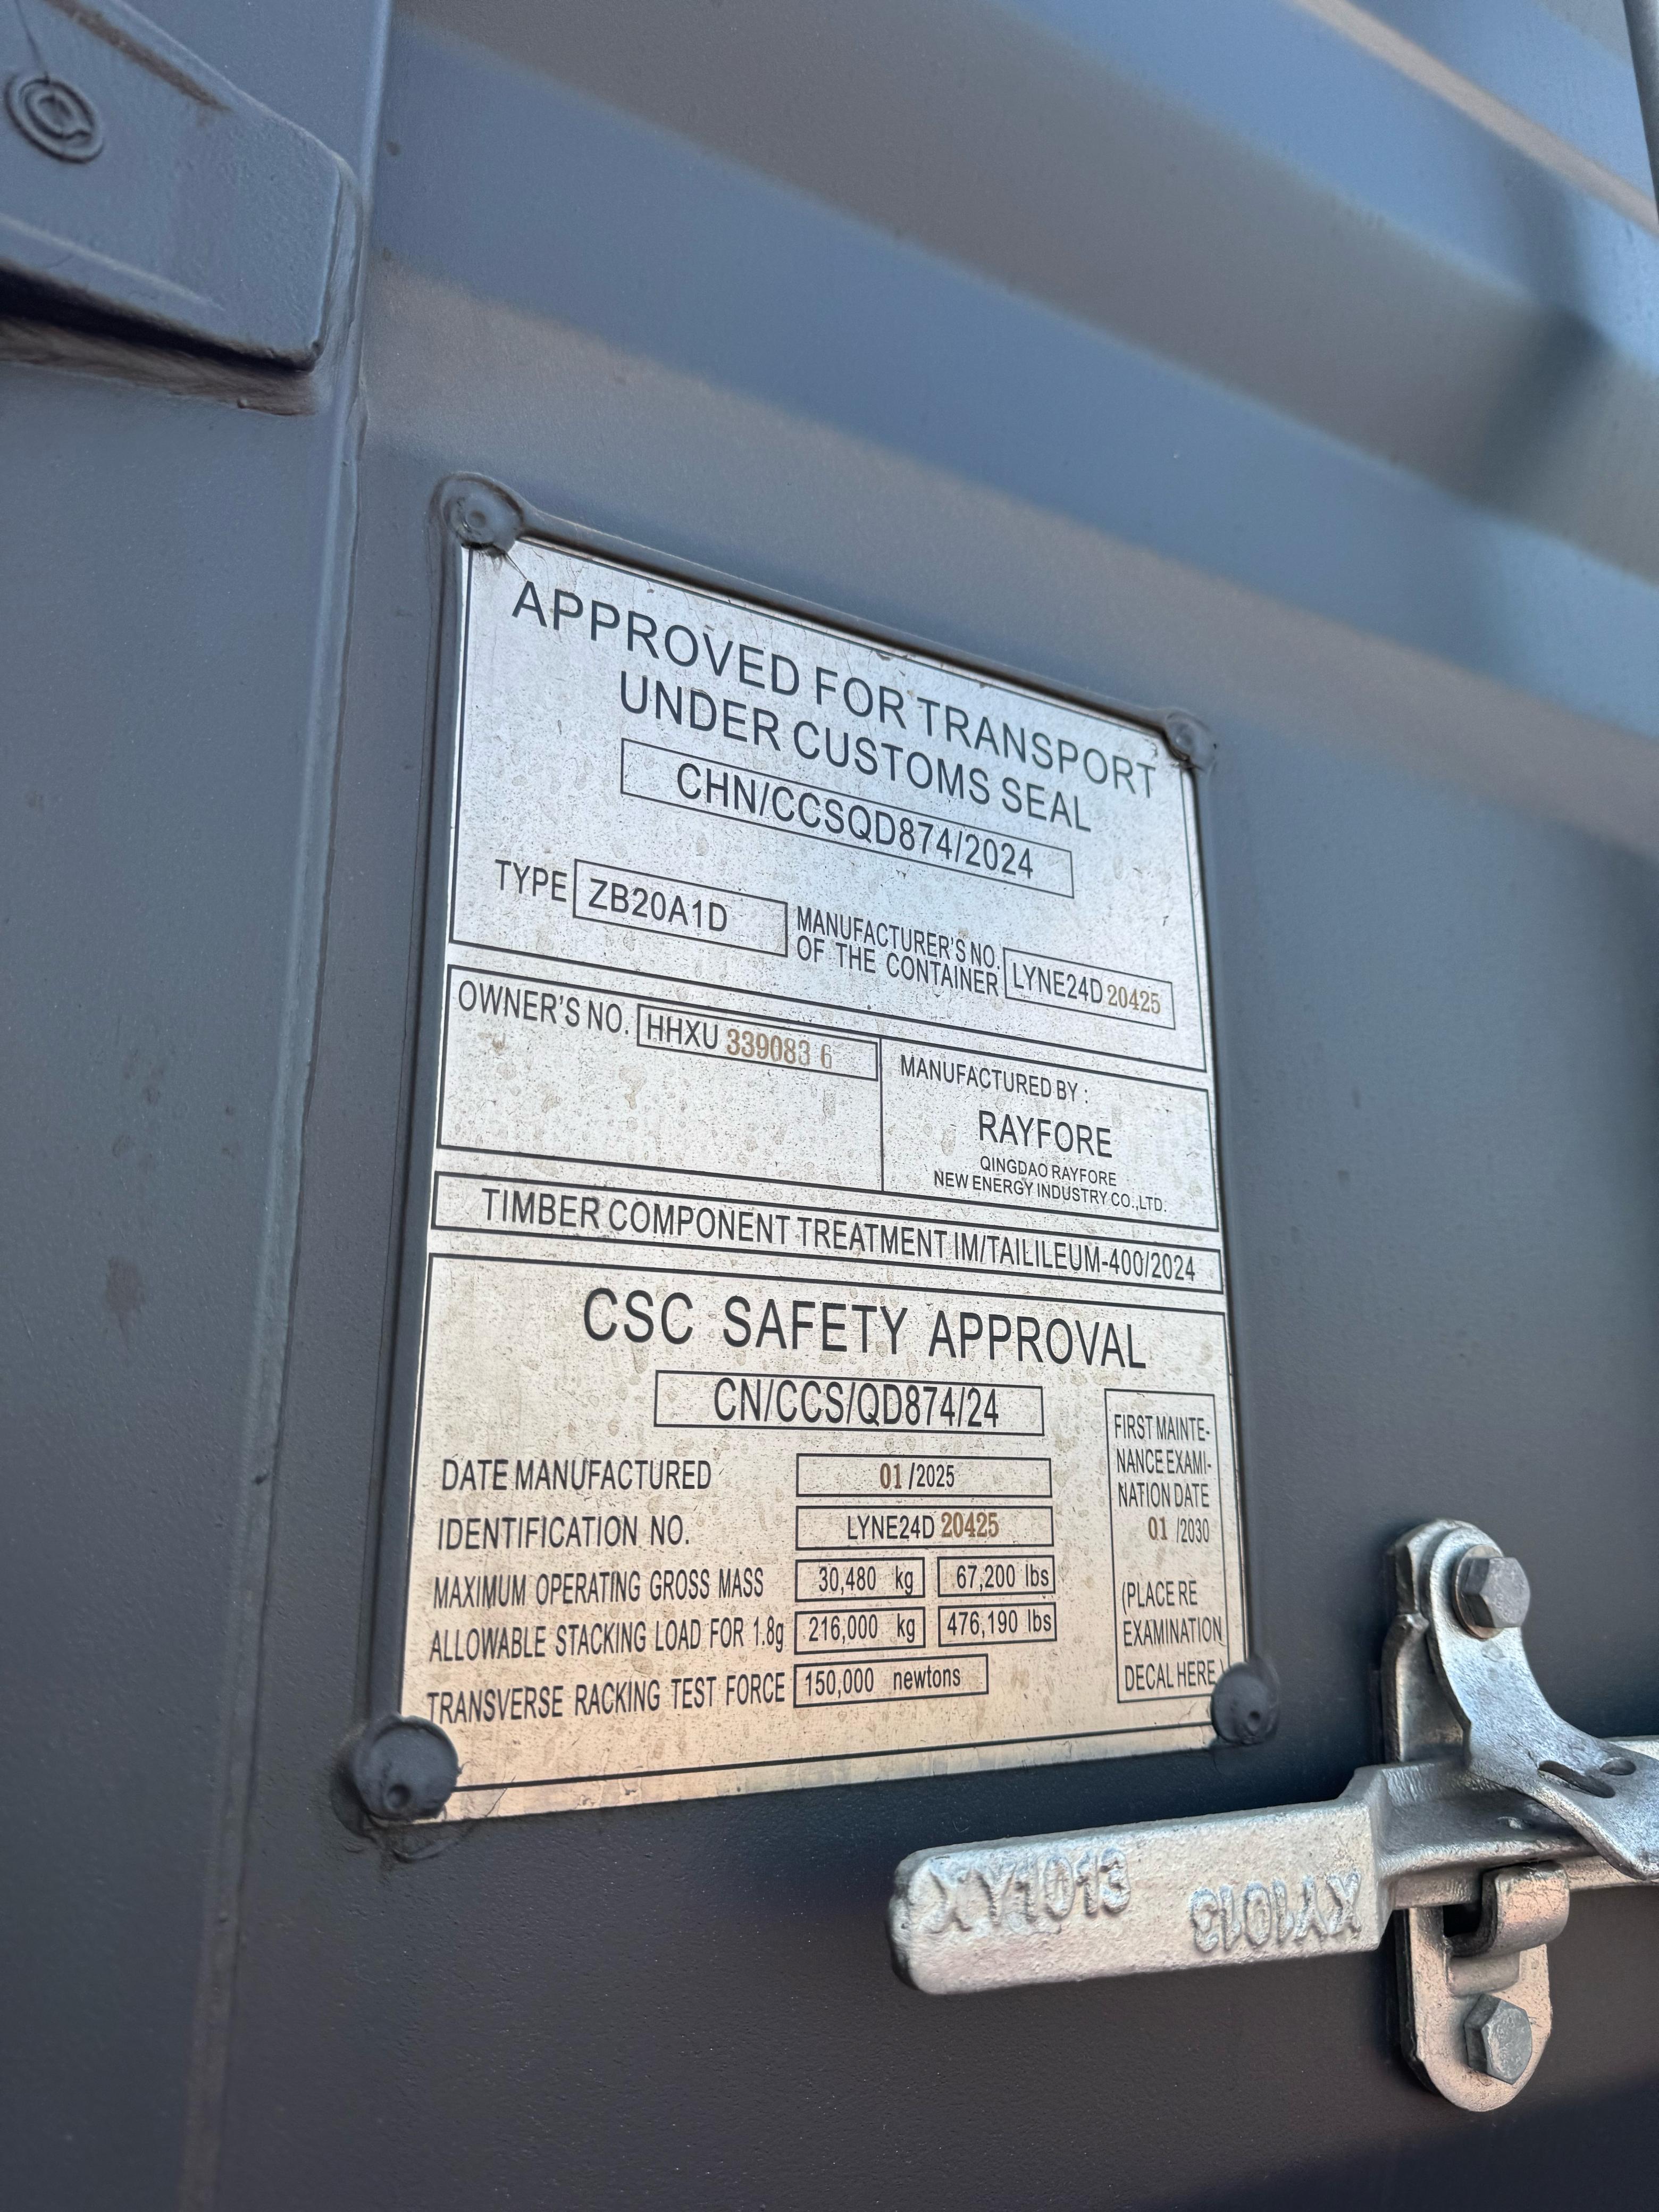 APPROVED FOR TRANSPORT
UNDER CUSTOMS SEAL
CHN/CCSQD874/2024
TYPE ZB20A1D
MANUFACTURER'S NO.
OF THE CONTAINER LYNE24D 20425
OWNER'S NO. HHXU 339083 6
MANUFACTURED BY :
RAYFORE
QINGDAO RAYFORE
NEW ENERGY INDUSTRY CO.,LTD.
TIMBER COMPONENT TREATMENT IM/TAILILEUM-400/2024
CSC SAFETY APPROVAL
CN/CCS/QD874/24
DATE MANUFACTURED 01 /2025
IDENTIFICATION NO. LYNE24D 20425
MAXIMUM OPERATING GROSS MASS 30,480 kg 67,200 lbs
ALLOWABLE STACKING LOAD FOR 1.8g 216,000 kg 476,190 lbs
TRANSVERSE RACKING TEST FORCE 150,000 newtons
FIRST MAINTE-
NANCE EXAMI-
NATION DATE
01 /2030
(PLACE RE
EXAMINATION
DECAL HERE)
XY1013
XY1013